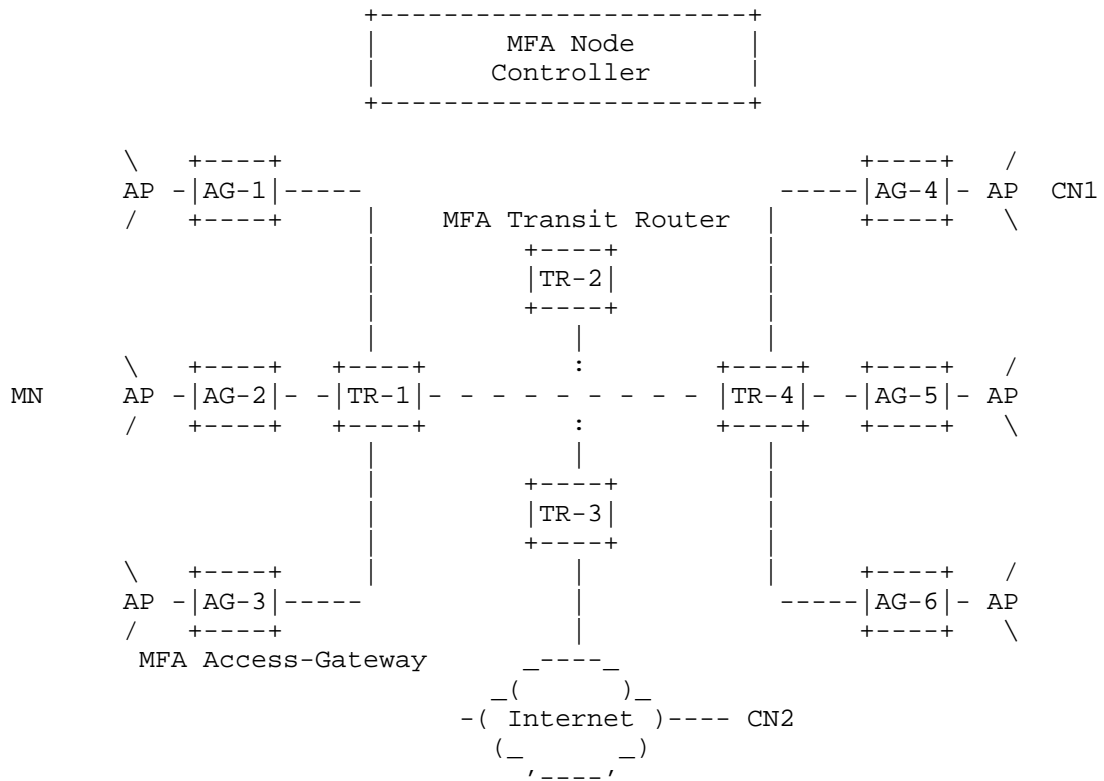 MFA Node
Controller
AP AG-1 AG-4 AP CN1
MFA Transit Router
TR-2
MN AP AG-2 TR-1 TR-4 AG-5 AP
TR-3
AP AG-3 AG-6 AP
MFA Access-Gateway
Internet CN2